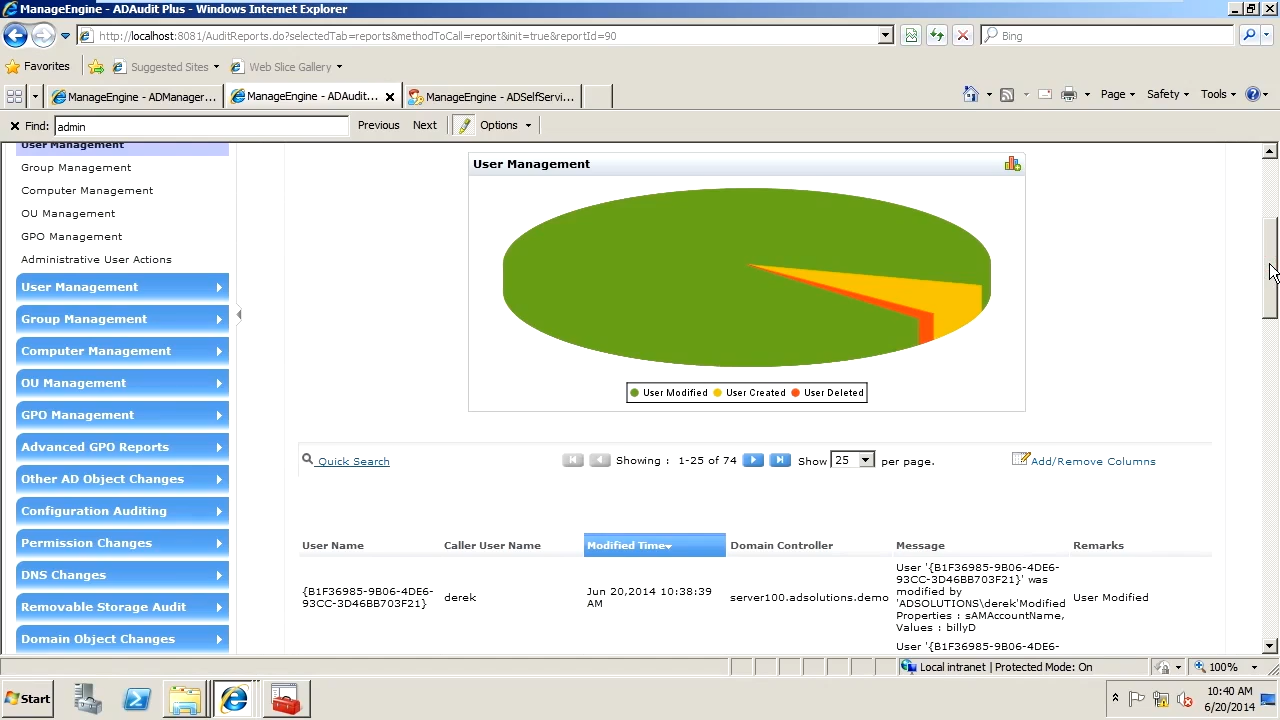 ManageEngine - ADAudit Plus - Windows Internet Explorer
http://localhost:8081/AuditReports.do?selectedTab=reports&methodToCall=report&init=true&reportId=90
Bing
Favorites
Suggested Sites
Web Slice Gallery
ManageEngine - ADManager...
ManageEngine - ADAudit...
ManageEngine - ADSelfServi...
Page
Safety
Tools
Find: admin
Previous
Next
Options
User Management
Group Management
Computer Management
OU Management
GPO Management
Administrative User Actions
User Management
Group Management
Computer Management
OU Management
GPO Management
Advanced GPO Reports
Other AD Object Changes
Configuration Auditing
Permission Changes
DNS Changes
Removable Storage Audit
Domain Object Changes
User Management
User Modified User Created User Deleted
Quick Search
Showing : 1-25 of 74
Show 25 per page.
Add/Remove Columns
User Name Caller User Name Modified Time Domain Controller Message Remarks
{B1F36985-9B06-4DE6-
93CC-3D46BB703F21}
derek
Jun 20,2014 10:38:39
AM
server100.adsolutions.demo
User '{B1F36985-9B06-4DE6-
93CC-3D46BB703F21}' was
modified by
'ADSOLUTIONS\derek'Modified
Properties : sAMAccountName,
Values : billyD
User Modified
User '{B1F36985-9B06-4DE6-
Local intranet | Protected Mode: On
100%
Start
10:40 AM
6/20/2014